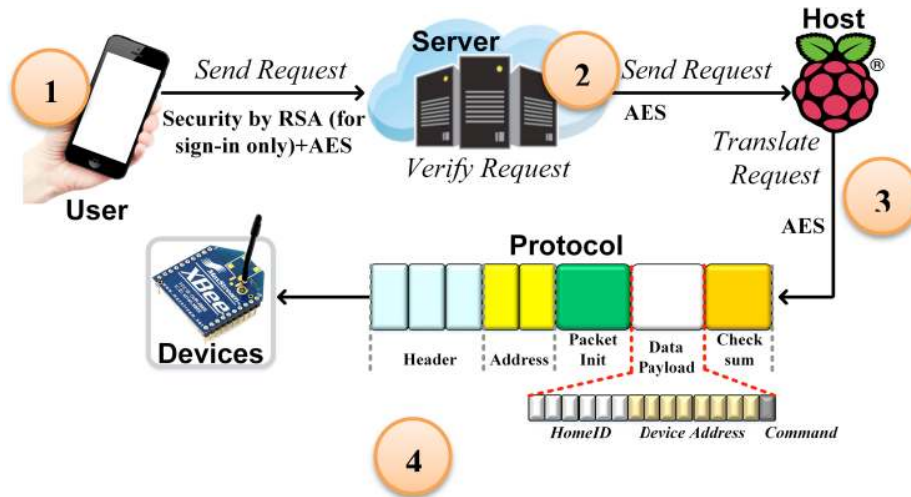 1
Send Request
Security by RSA (for
sign-in only)+AES
User
Server
2
Verify Request
Send Request
AES
Host
®
Translate
Request
3
AES
Protocol
XBee
Devices
Header
Address
Packet
Init
Data
Payload
Check
sum
HomeID
Device Address
Command
4